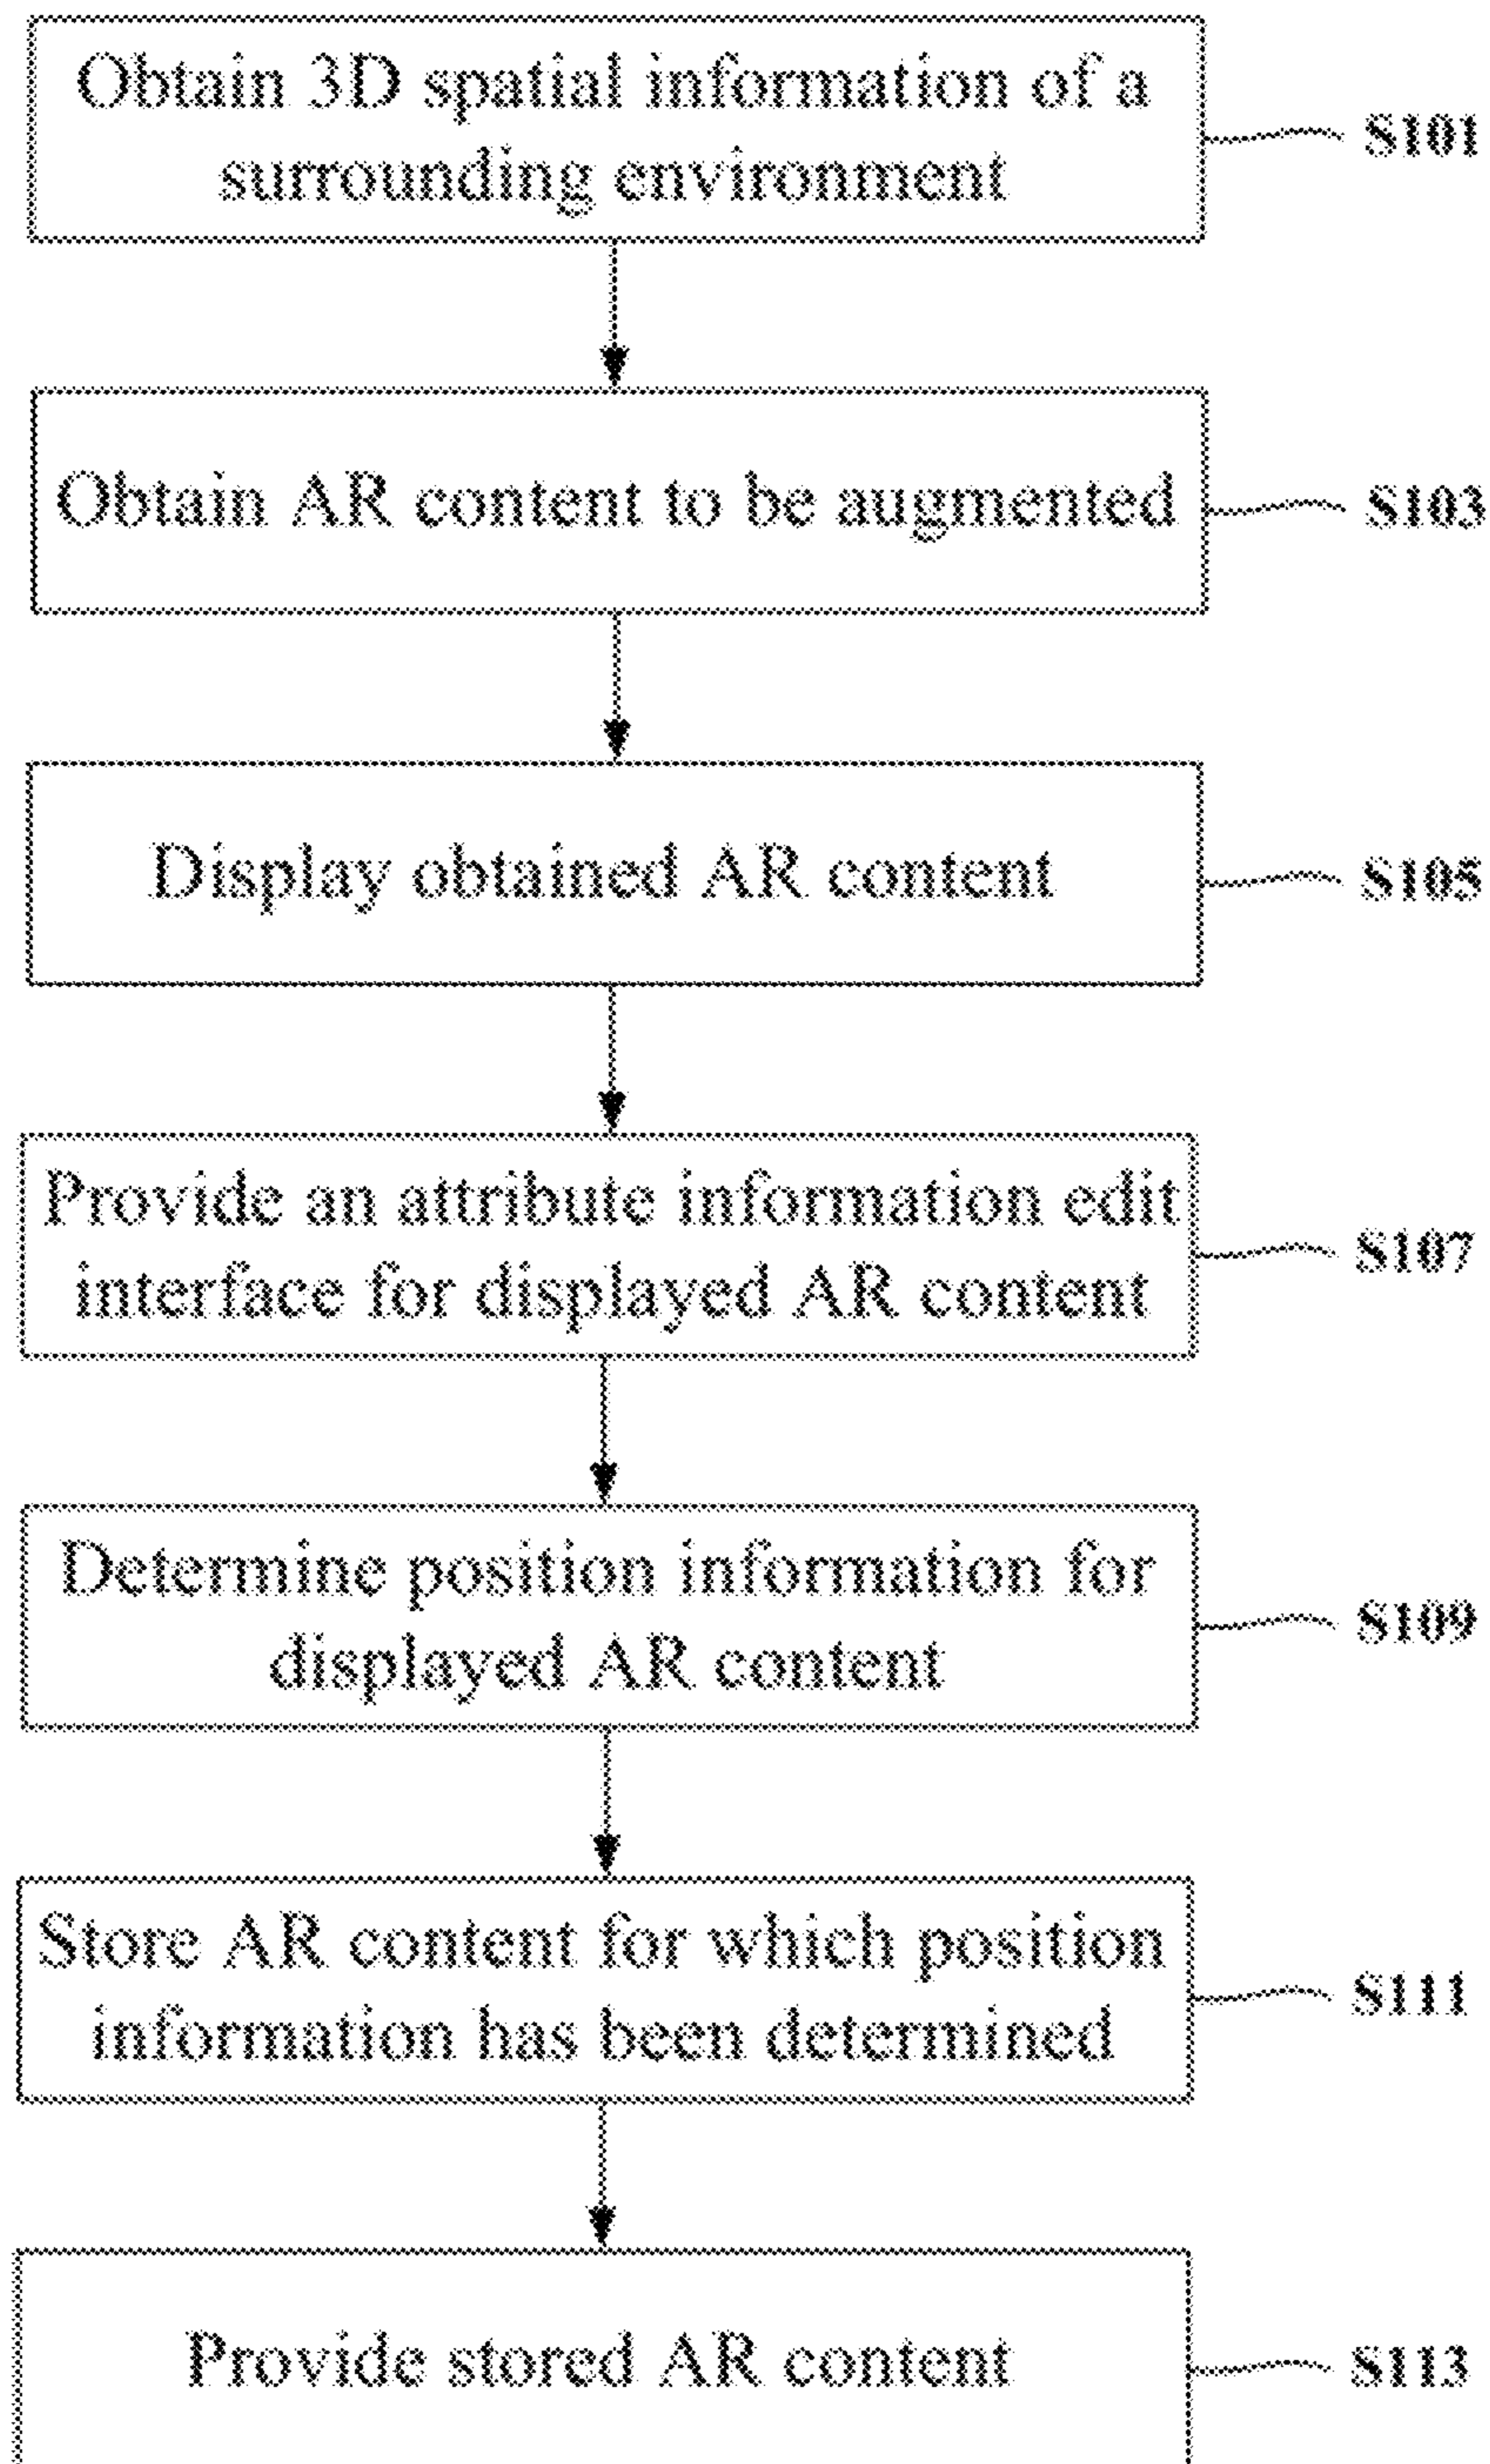 Obtain 3D spatial information of a
surrounding environment
S101
Obtain AR content to be augmented
S103
Display obtained AR content
S105
Provide an attribute information edit
interface for displayed AR content
S107
Determine position information for
displayed AR content
S109
Store AR content for which position
information has been determined
S111
Provide stored AR content
S113